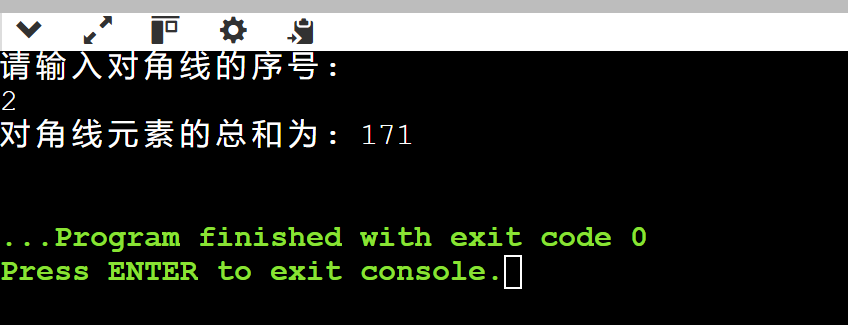 请输入对角线的序号:
2
对角线元素的总和为: 171
...Program finished with exit code 0
Press ENTER to exit console.